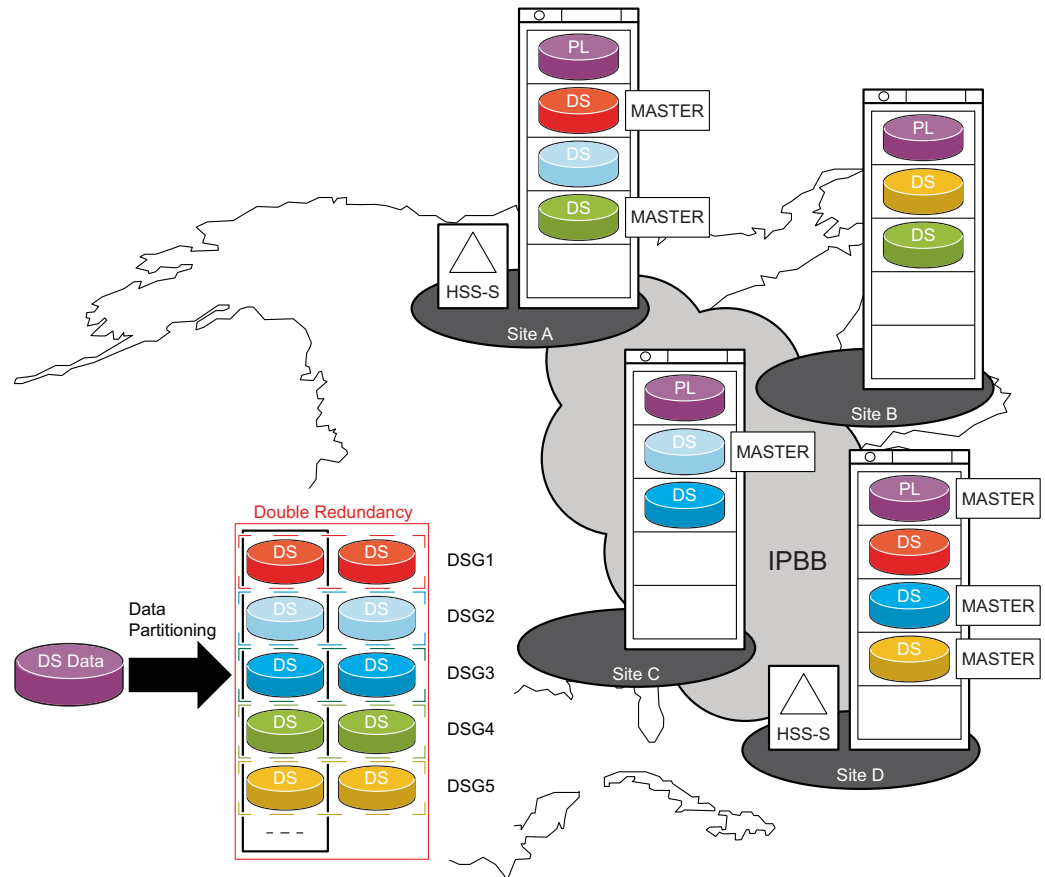 PL
DS
MASTER
DS
DS
MASTER
HSS-S
Site A
PL
DS
DS
Site B
PL
DS
MASTER
DS
Site C
IPBB
PL
MASTER
DS
DS
MASTER
DS
MASTER
HSS-S
Site D
Double Redundancy
DS DS DSG1
DS DS DSG2
DS DS DSG3
DS DS DSG4
DS DS DSG5
- - -
Data
Partitioning
DS Data